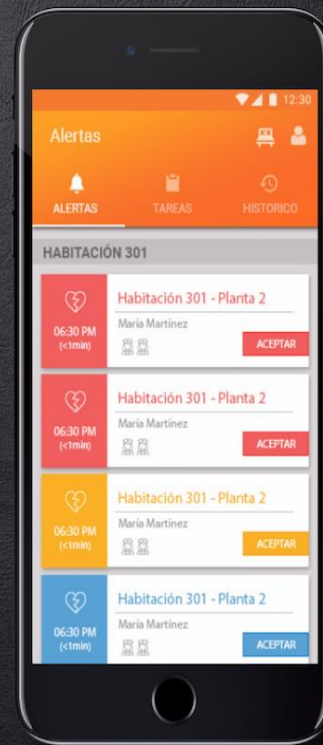 12:30
Alertas
ALERTAS TAREAS HISTORICO
HABITACIÓN 301
Habitación 301 - Planta 2
María Martínez
06:30 PM
(<1min)
ACEPTAR
Habitación 301 - Planta 2
María Martínez
06:30 PM
(<1min)
ACEPTAR
Habitación 301 - Planta 2
María Martínez
06:30 PM
(<1min)
ACEPTAR
Habitación 301 - Planta 2
María Martínez
06:30 PM
(<1min)
ACEPTAR